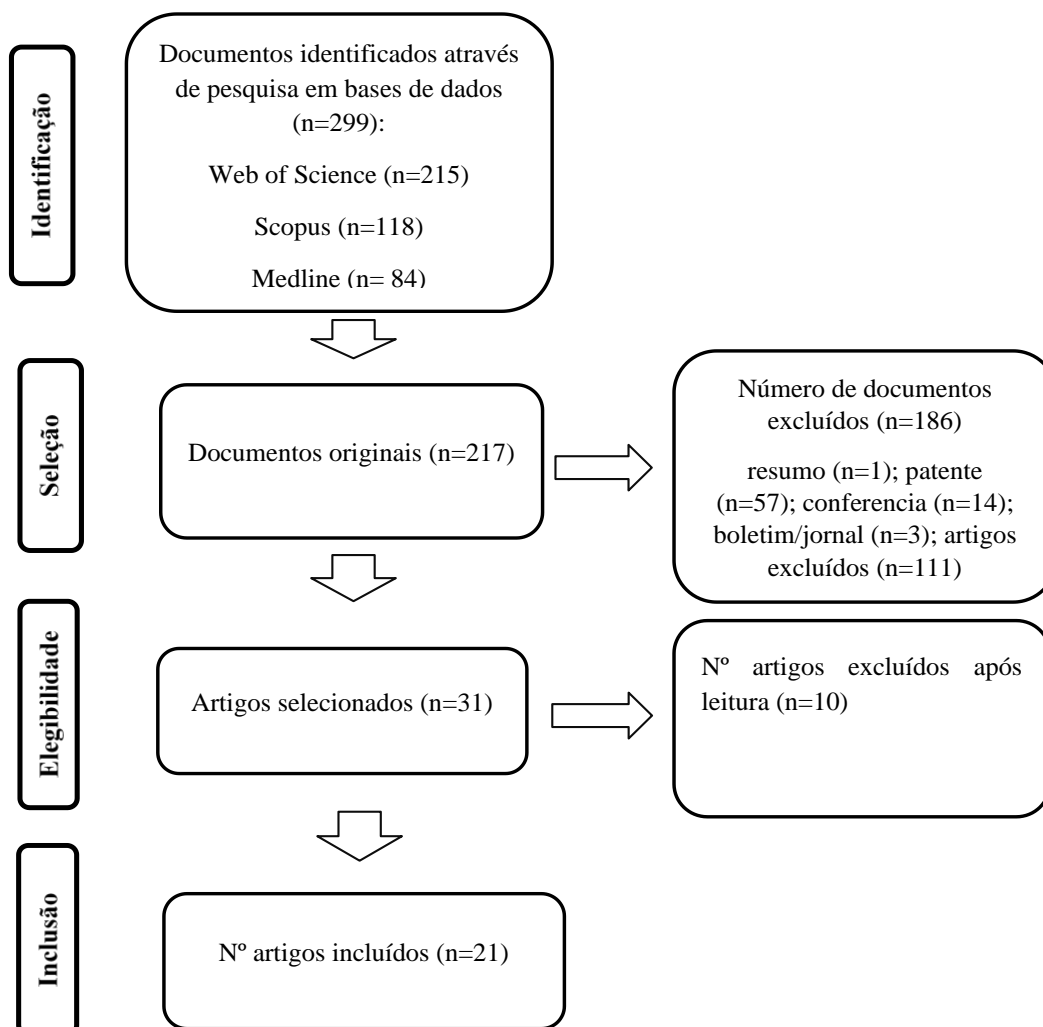 Identificação
Documentos identificados através
de pesquisa em bases de dados
(n=299):
Web of Science (n=215)
Scopus (n=118)
Medline (n= 84)
Seleção
Documentos originais (n=217)
Número de documentos
excluídos (n=186)
resumo (n=1); patente
(n=57); conferencia (n=14);
boletim/jornal (n=3); artigos
excluídos (n=111)
Elegibilidade
Artigos selecionados (n=31)
Nº artigos excluídos após
leitura (n=10)
Inclusão
Nº artigos incluídos (n=21)